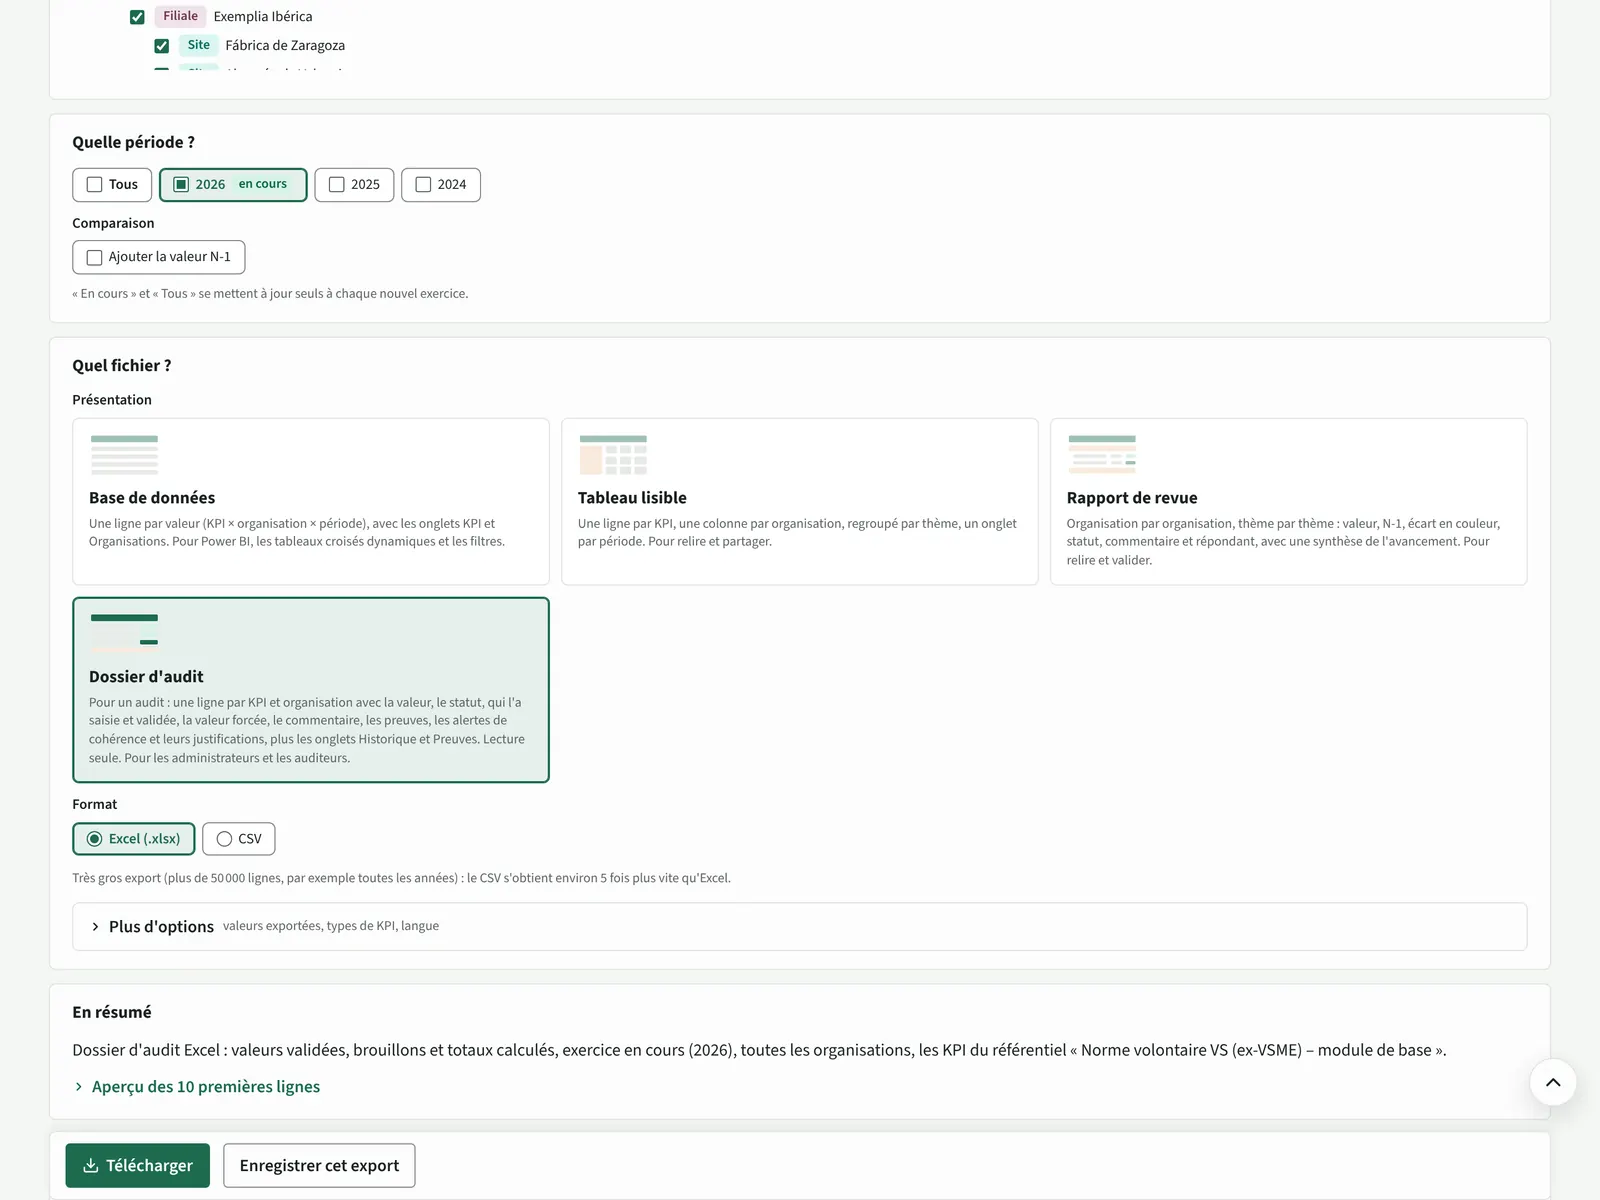 Filiale Exemplia Ibérica
Site Fábrica de Zaragoza
Quelle période ?
Tous
2026 en cours
2025
2024
Comparaison
Ajouter la valeur N-1
« En cours » et « Tous » se mettent à jour seuls à chaque nouvel exercice.
Quel fichier ?
Présentation
Base de données
Une ligne par valeur (KPI × organisation × période), avec les onglets KPI et
Organisations. Pour Power BI, les tableaux croisés dynamiques et les filtres.
Tableau lisible
Une ligne par KPI, une colonne par organisation, regroupé par thème, un onglet
par période. Pour relire et partager.
Rapport de revue
Organisation par organisation, thème par thème : valeur, N-1, écart en couleur,
statut, commentaire et répondant, avec une synthèse de l'avancement. Pour
relire et valider.
Dossier d'audit
Pour un audit : une ligne par KPI et organisation avec la valeur, le statut, qui l'a
saisie et validée, la valeur forcée, le commentaire, les preuves, les alertes de
cohérence et leurs justifications, plus les onglets Historique et Preuves. Lecture
seule. Pour les administrateurs et les auditeurs.
Format
Excel (.xlsx)
CSV
Très gros export (plus de 50 000 lignes, par exemple toutes les années) : le CSV s'obtient environ 5 fois plus vite qu'Excel.
Plus d'options valeurs exportées, types de KPI, langue
En résumé
Dossier d'audit Excel : valeurs validées, brouillons et totaux calculés, exercice en cours (2026), toutes les organisations, les KPI du référentiel « Norme volontaire VS (ex-VSME) – module de base ».
Aperçu des 10 premières lignes
Télécharger
Enregistrer cet export